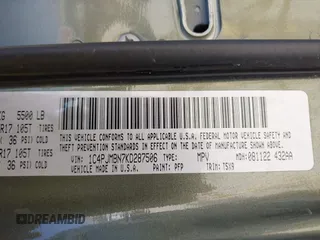 KG 5500 LB
R17 105T TIRES
36 PSI/ COLD
R17 105T TIRES
36 PSI/ COLD
THIS VEHICLE CONFORMS TO ALL APPLICABLE U.S.A. FEDERAL MOTOR VEHICLE SAFETY AND
THEFT PREVENTION STANDARDS IN EFFECT ON THE DATE OF MANUFACTURE SHOWN ABOVE.
VIN: 1C4PJMBN7KD287506 TYPE: MPV MDH: 081122 432AA
VEHICLE MADE IN U.S.A. PAINT: PFP TRIM: T5X9
DREAMBID